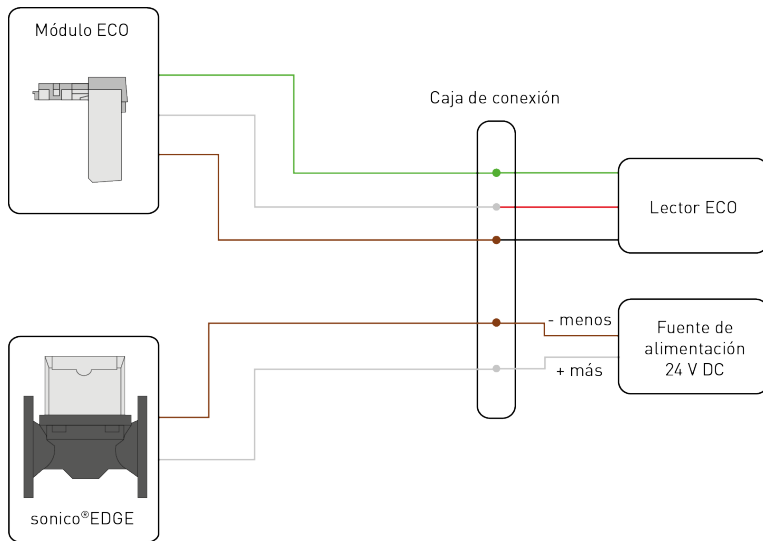 Módulo ECO
Caja de conexión
Lector ECO
- menos
+ más
Fuente de
alimentación
24 V DC
sonico®EDGE